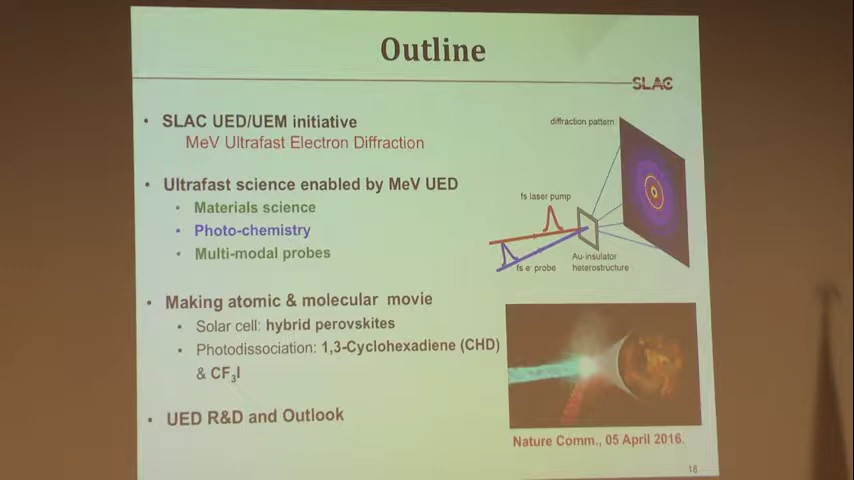 Outline
SLAC
• SLAC UED/UEM initiative
MeV Ultrafast Electron Diffraction
• Ultrafast science enabled by MeV UED
• Materials science
• Photo-chemistry
• Multi-modal probes
• Making atomic & molecular movie
• Solar cell: hybrid perovskites
• Photodissociation: 1,3-Cyclohexadiene (CHD)
& CF₃I
• UED R&D and Outlook
diffraction pattern
fs laser pump
fs e⁻ probe
Au-insulator
heterostructure
Nature Comm., 05 April 2016.
18